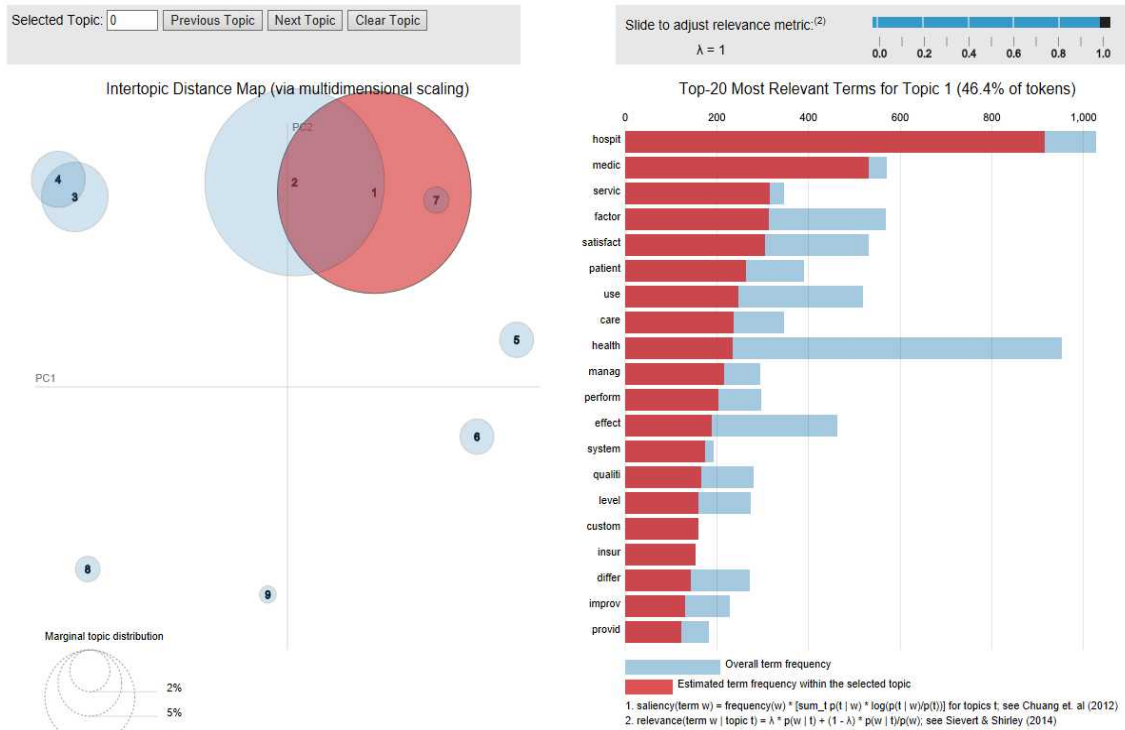 Selected Topic: 0 Previous Topic Next Topic Clear Topic
Slide to adjust relevance metric:(2)
λ = 1
0.0 0.2 0.4 0.6 0.8 1.0
Intertopic Distance Map (via multidimensional scaling)
PC2
PC1
4
3
2
1
7
5
6
8
9
Marginal topic distribution
2%
5%
Top-20 Most Relevant Terms for Topic 1 (46.4% of tokens)
0 200 400 600 800 1,000
hospit
medic
servic
factor
satisfact
patient
use
care
health
manag
perform
effect
system
qualiti
level
custom
insur
differ
improv
provid
Overall term frequency
Estimated term frequency within the selected topic
1. saliency(term w) = frequency(w) * [sum_t p(t | w) * log(p(t | w)/p(t))] for topics t; see Chuang et. al (2012)
2. relevance(term w | topic t) = λ * p(w | t) + (1 - λ) * p(w | t)/p(w); see Sievert & Shirley (2014)